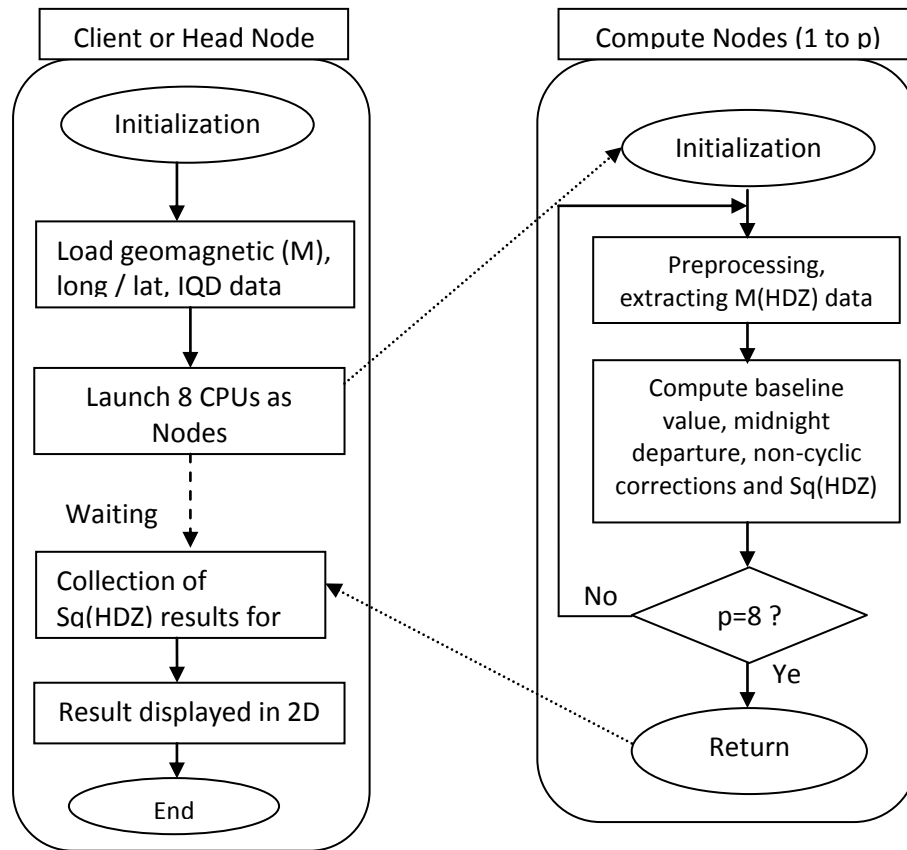 Client or Head Node
Initialization
Load geomagnetic (M),
long / lat, IQD data
Launch 8 CPUs as
Nodes
Waiting
Collection of
Sq(HDZ) results for
Result displayed in 2D
End
Compute Nodes (1 to p)
Initialization
Preprocessing,
extracting M(HDZ) data
Compute baseline
value, midnight
departure, non-cyclic
corrections and Sq(HDZ)
No
p=8 ?
Ye
Return